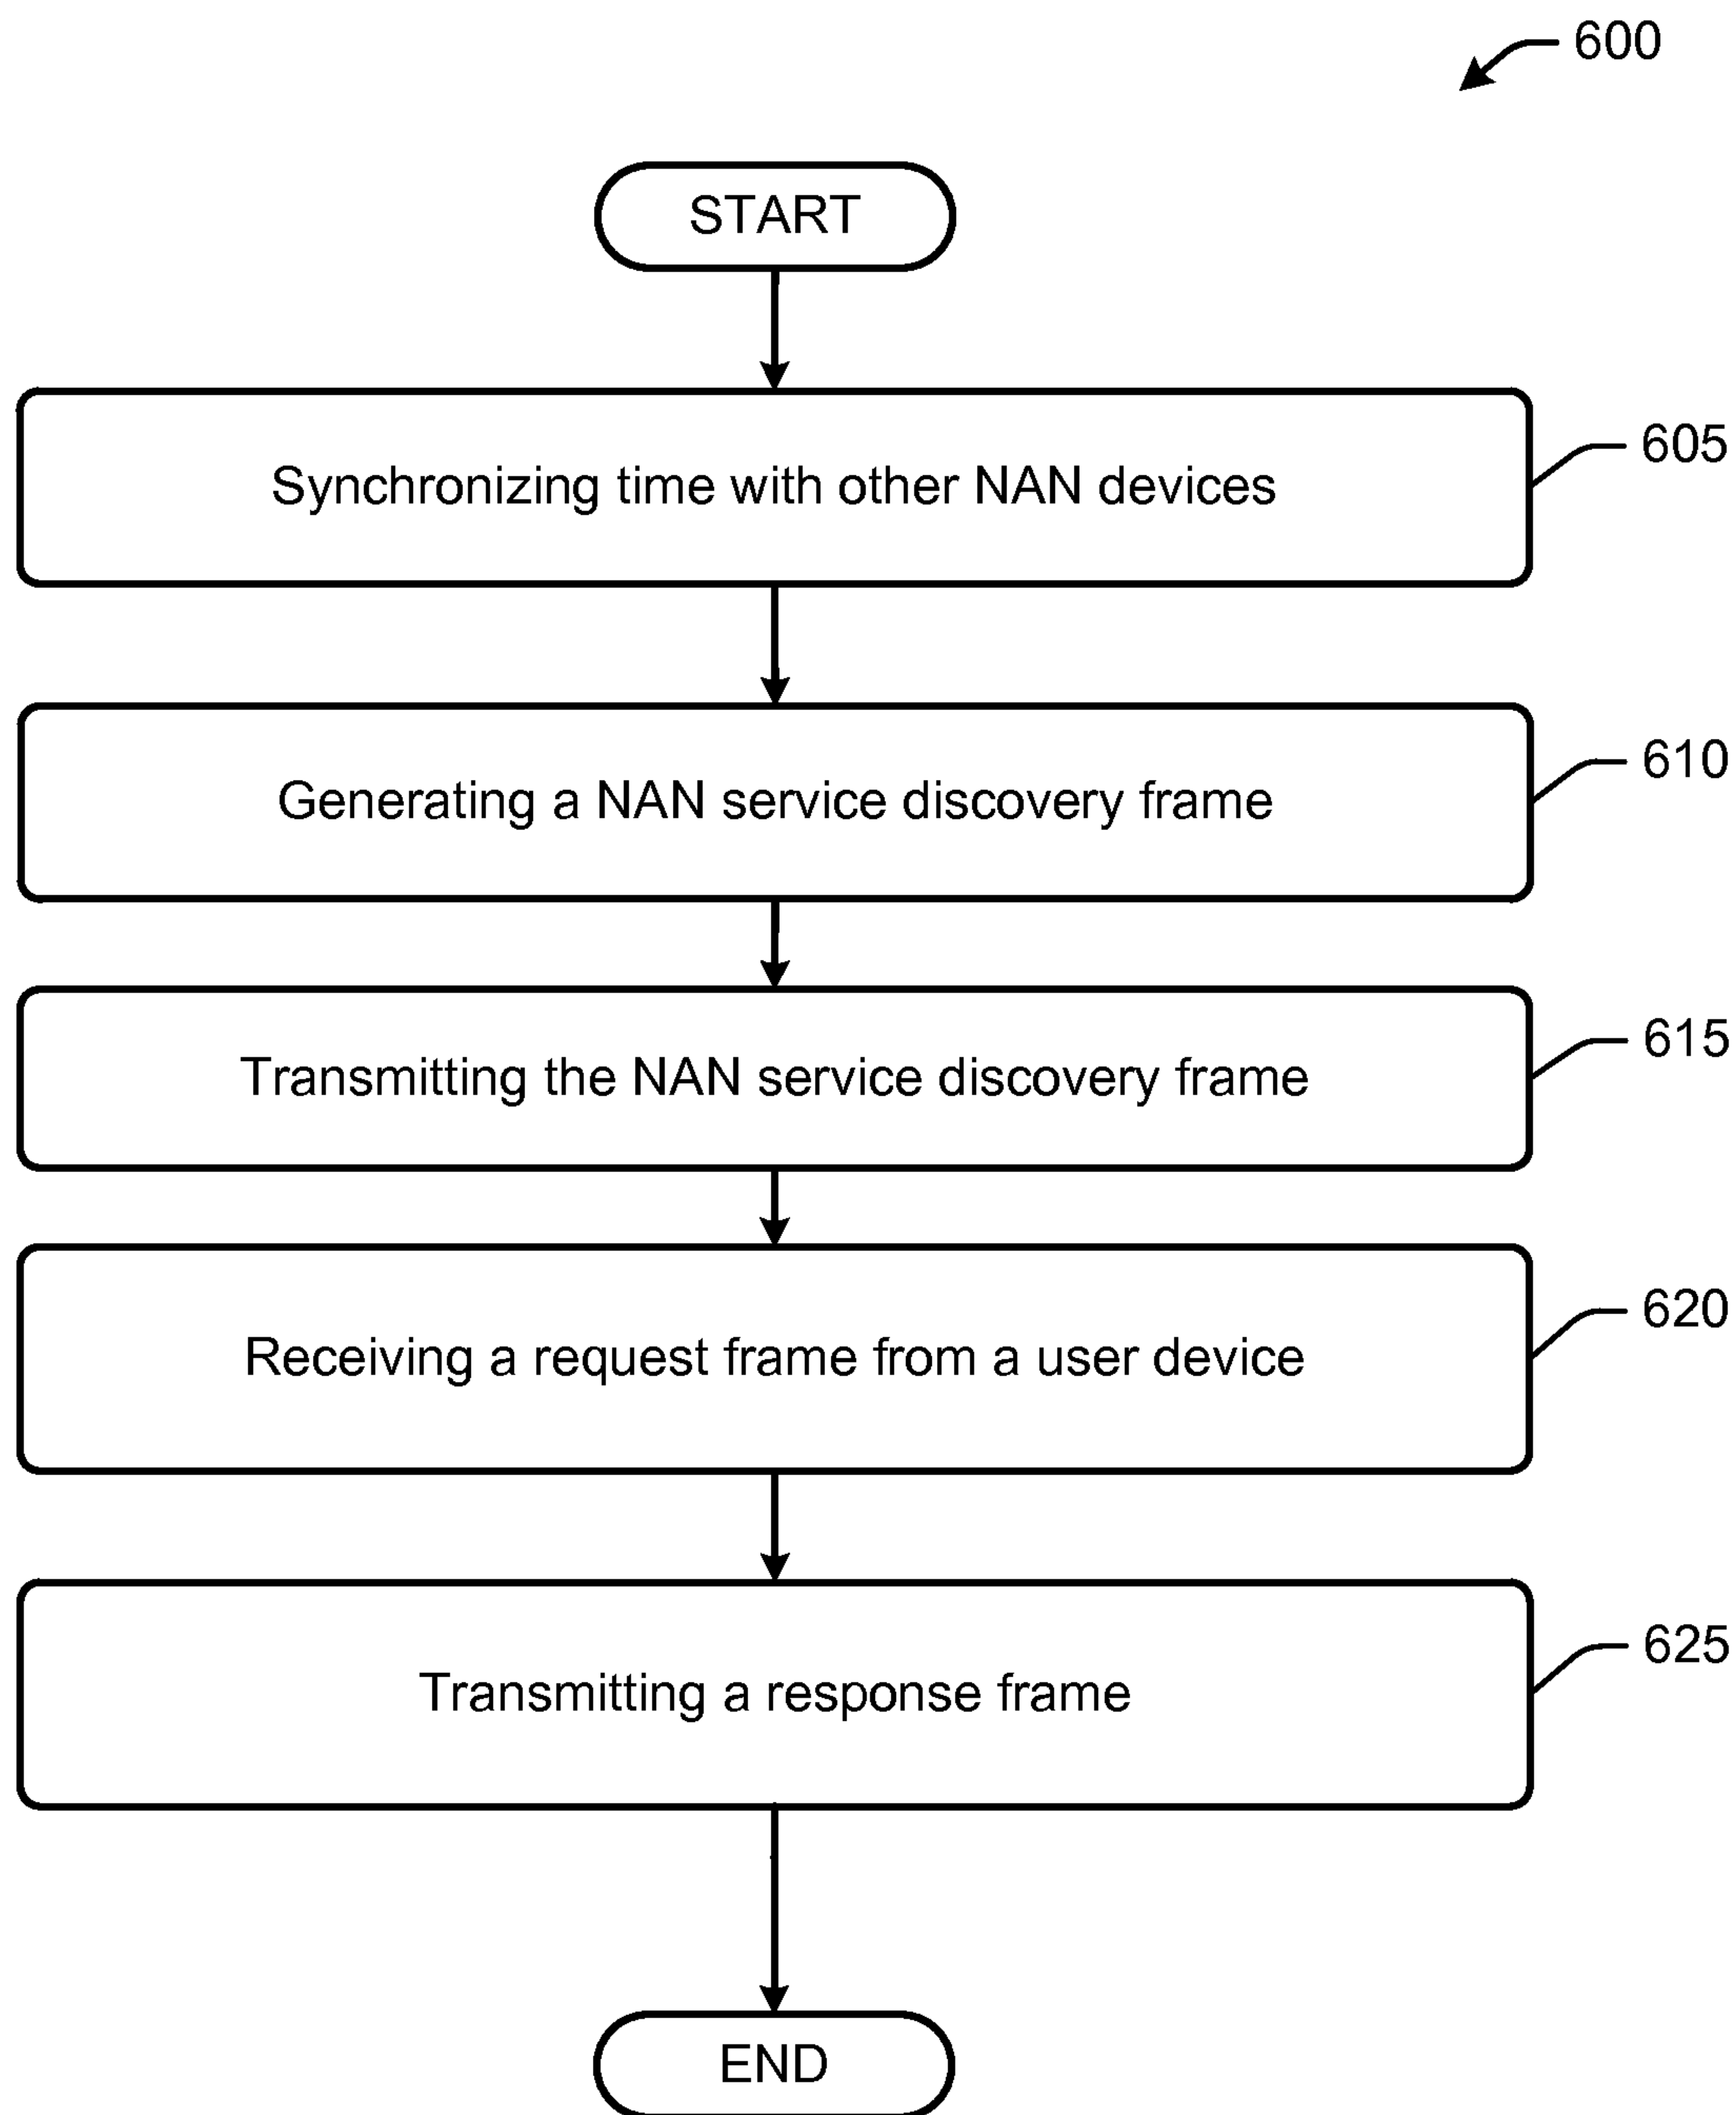 600
START
Synchronizing time with other NAN devices
605
Generating a NAN service discovery frame
610
Transmitting the NAN service discovery frame
615
Receiving a request frame from a user device
620
Transmitting a response frame
625
END